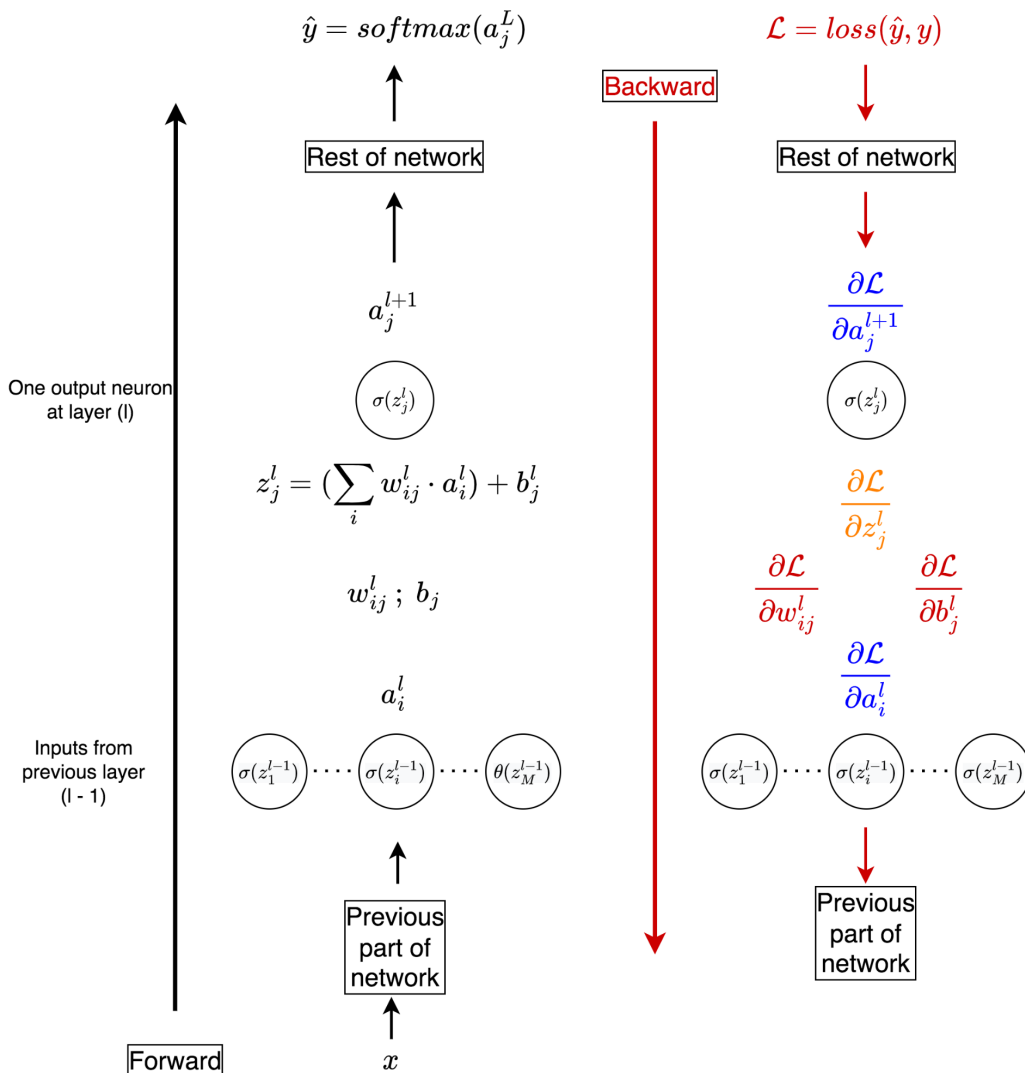 ŷ = softmax(a_j^L)
ℒ = loss(ŷ, y)
Backward
Rest of network
Rest of network
a_j^{l+1}
∂ℒ / ∂a_j^{l+1}
One output neuron
at layer (l)
σ(z_j^l)
σ(z_j^l)
z_j^l = (∑_i w_{ij}^l · a_i^l) + b_j^l
∂ℒ / ∂z_j^l
w_{ij}^l ; b_j
∂ℒ / ∂w_{ij}^l
∂ℒ / ∂b_j^l
a_i^l
∂ℒ / ∂a_i^l
Inputs from
previous layer
(l - 1)
σ(z_1^{l-1}) ···· σ(z_i^{l-1}) ···· θ(z_M^{l-1})
σ(z_1^{l-1}) ···· σ(z_i^{l-1}) ···· σ(z_M^{l-1})
Previous
part of
network
Previous
part of
network
Forward
x